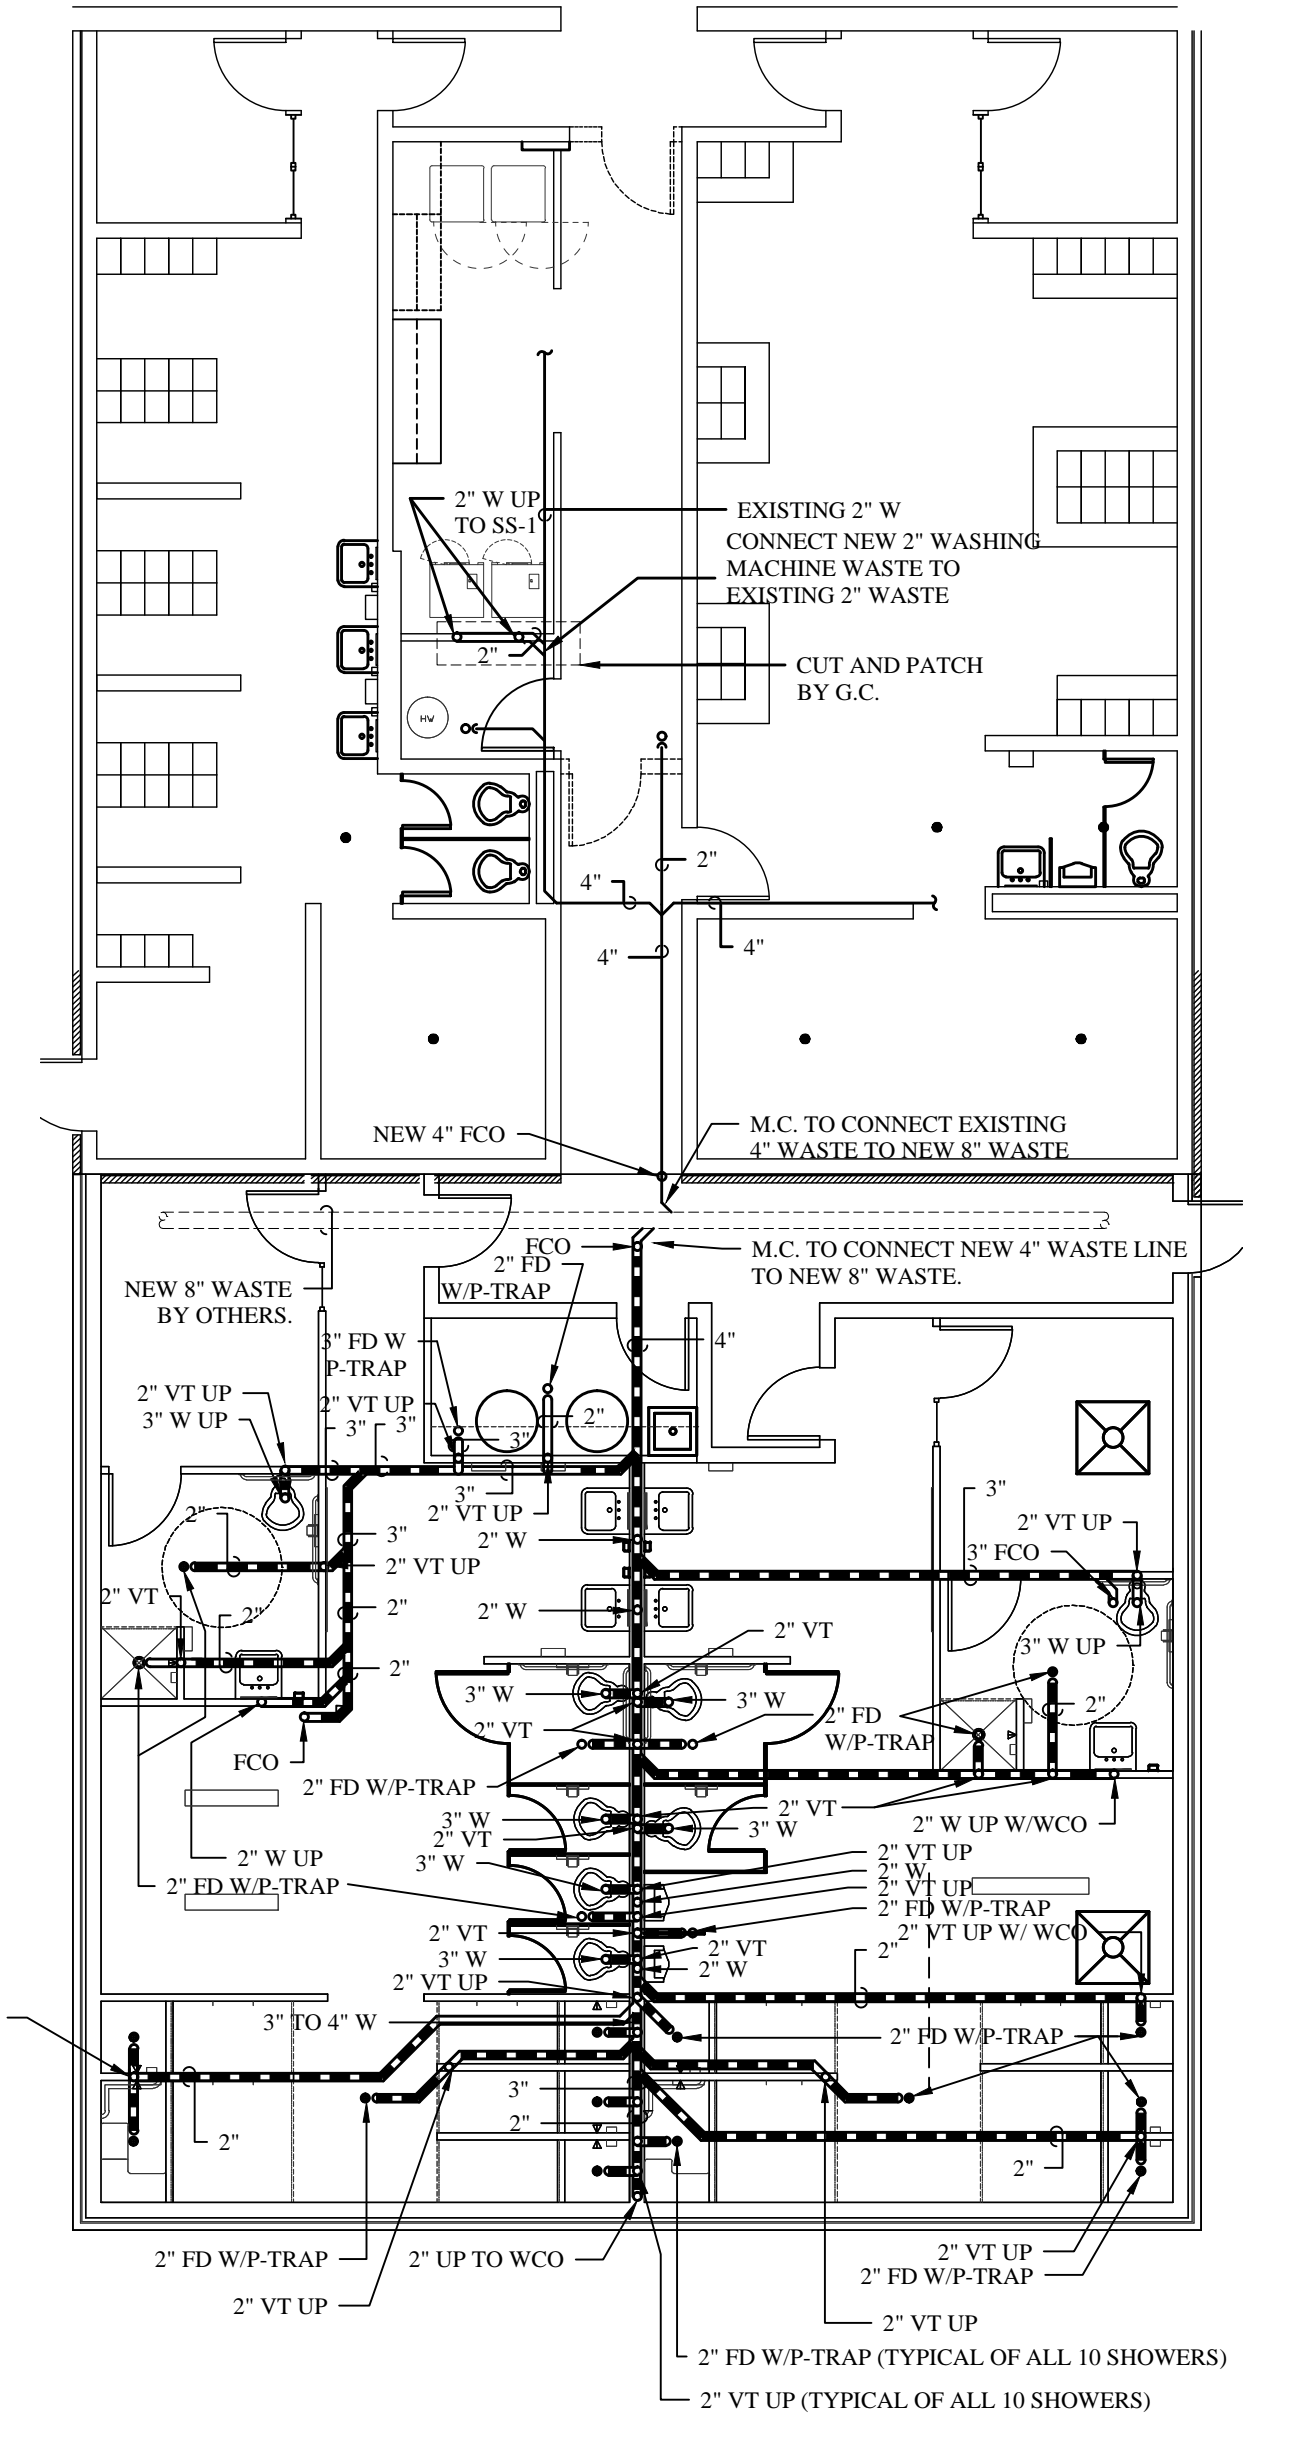 2" W UP
TO SS-1
EXISTING 2" W
CONNECT NEW 2" WASHING
MACHINE WASTE TO
EXISTING 2" WASTE
2"
CUT AND PATCH
BY G.C.
HW
2"
4"
4"
4"
NEW 4" FCO
M.C. TO CONNECT EXISTING
4" WASTE TO NEW 8" WASTE
FCO
M.C. TO CONNECT NEW 4" WASTE LINE
TO NEW 8" WASTE.
2" FD
W/P-TRAP
NEW 8" WASTE
BY OTHERS.
3" FD W
P-TRAP
4"
2" VT UP
3" W UP
2" VT UP
3"
3"
2"
3"
3"
2" VT UP
3"
2"
3"
2" W
2" VT UP
2" VT UP
3" FCO
2" VT
2"
2"
2" W
2" VT
3" W UP
2"
3" W
3" W
2" VT
2" FD
W/P-TRAP
2"
FCO
2" FD W/P-TRAP
2" VT
3" W
2" VT
3" W
2" W UP W/WCO
2" W UP
3" W
2" VT UP
2" W
2" FD W/P-TRAP
2" VT UP
2" FD W/P-TRAP
2" VT
2" VT UP W/ WCO
3" W
2" VT
2"
2" W
2" VT UP
3" TO 4" W
2" FD W/P-TRAP
3"
2"
2"
2"
2" FD W/P-TRAP
2" UP TO WCO
2" VT UP
2" FD W/P-TRAP
2" VT UP
2" VT UP
2" FD W/P-TRAP (TYPICAL OF ALL 10 SHOWERS)
2" VT UP (TYPICAL OF ALL 10 SHOWERS)